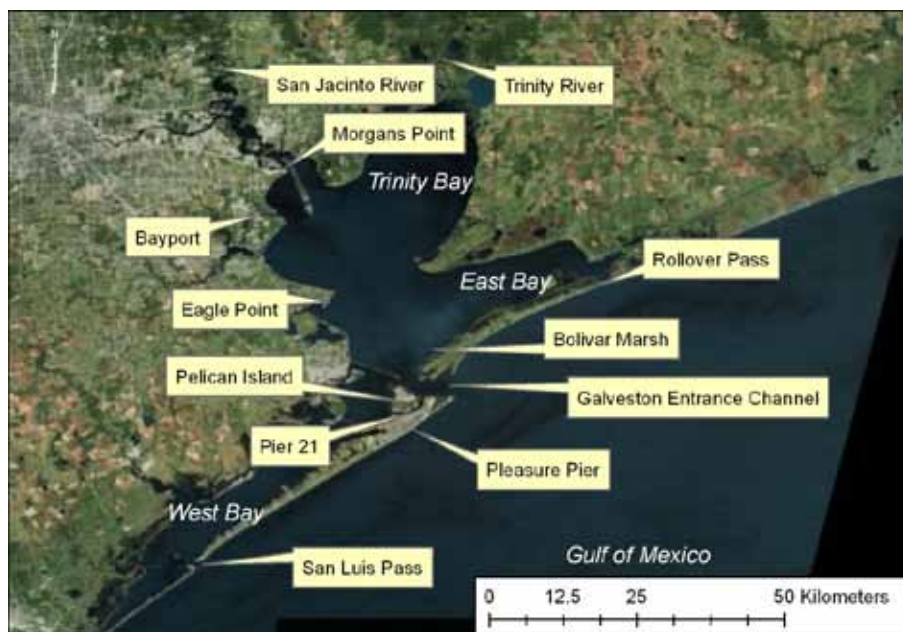 San Jacinto River
Trinity River
Morgans Point
Trinity Bay
Bayport
Rollover Pass
East Bay
Eagle Point
Bolivar Marsh
Pelican Island
Galveston Entrance Channel
Pier 21
Pleasure Pier
West Bay
San Luis Pass
Gulf of Mexico
0 12.5 25 50 Kilometers